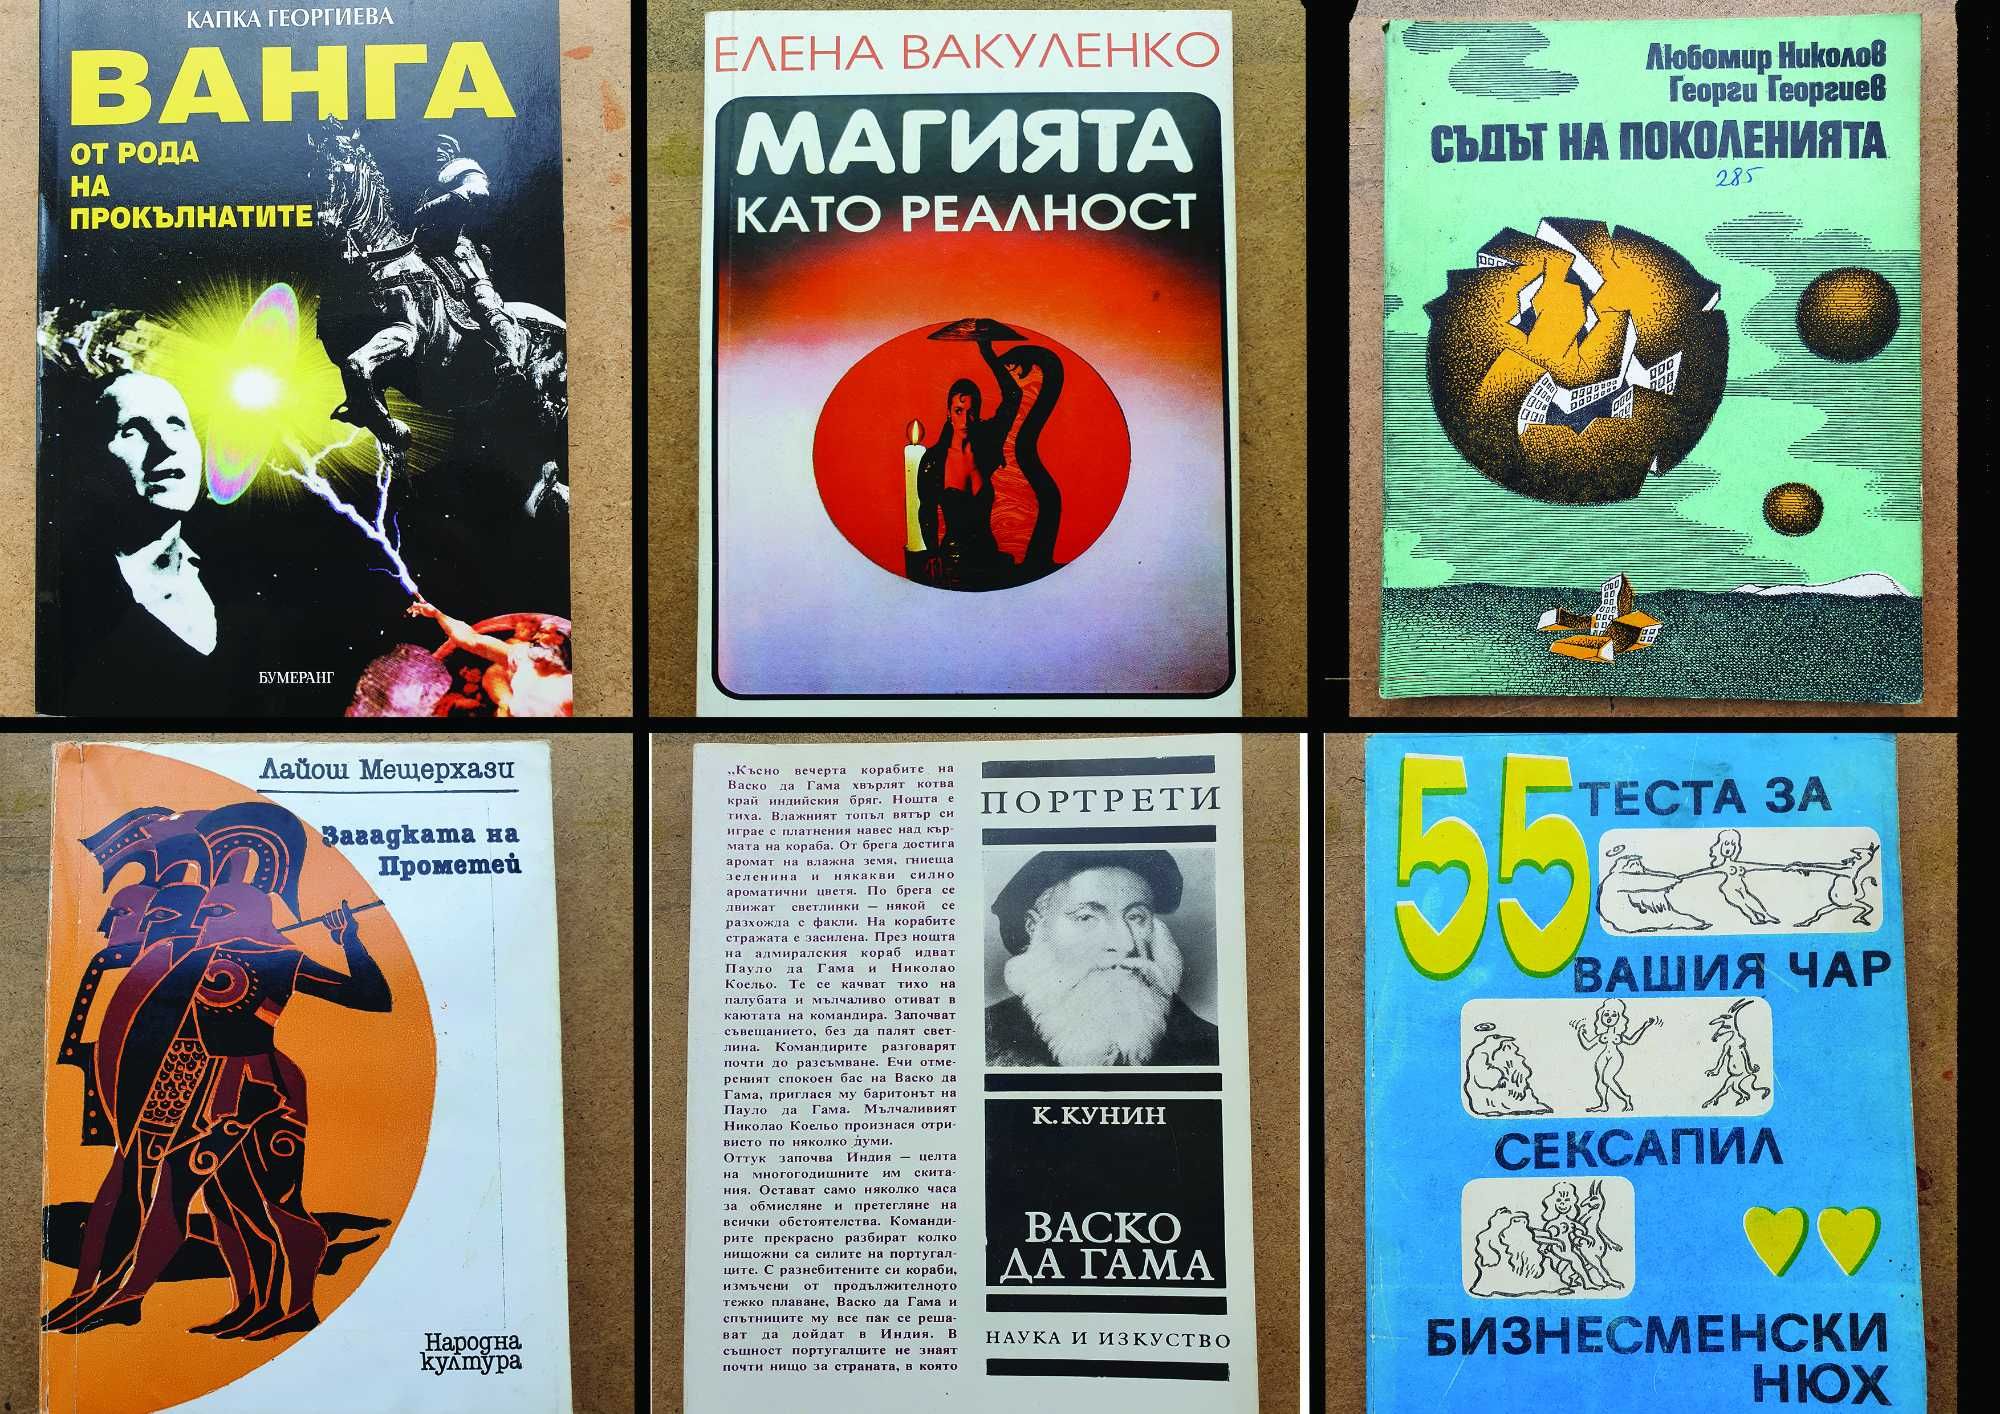 КАПКА ГЕОРГИЕВА
ВАНГА
ОТ РОДА
НА
ПРОКЪЛНАТИТЕ
БУМЕРАНГ
ЕЛЕНА ВАКУЛЕНКО
МАГИЯТА
КАТО РЕАЛНОСТ
Любомир Николов
Георги Георгиев
СЪДЪТ НА ПОКОЛЕНИЯТА
285
Лайош Мещерхази
Загадката на
Прометей
Народна
култура
„Късно вечерта корабите на
Васко да Гама хвърлят котва
край индийския бряг. Нощта е
тиха. Влажният топъл вятър си
играе с платнения навес над кър-
мата на кораба. От брега достига
аромат на влажна земя, гниеща
зеленина и някакви силно
ароматични цветя. По брега се
движат светлинки — някой се
разхожда с факли. На корабите
стражата е засилена. През нощта
на адмиралския кораб идват
Пауло да Гама и Николао
Коельо. Те се качват тихо на
палубата и мълчаливо отиват в
каютата на командира. Започват
съвещанието, без да палят свет-
лина. Командирите разговарят
почти до разсъмване. Ечи отме-
реният спокоен бас на Васко да
Гама, приглася му баритонът на
Пауло да Гама. Мълчаливият
Николао Коельо произнася отри-
висто по няколко думи.
Оттук започва Индия — целта
на многогодишните им скита-
ния. Остават само няколко часа
за обмисляне и претегляне на
всички обстоятелства. Команди-
рите прекрасно разбират колко
нищожни са силите на португал-
ците. С разнебитените си кораби,
измъчени от продължителното
тежко плаване, Васко да Гама и
спътниците му все пак се реша-
ват да дойдат в Индия. В
същност португалците не знаят
почти нищо за страната, в която
ПОРТРЕТИ
К. КУНИН
ВАСКО
ДА ГАМА
НАУКА И ИЗКУСТВО
55 ТЕСТА ЗА
ВАШИЯ ЧАР
СЕКСАПИЛ
БИЗНЕСМЕНСКИ
НЮХ